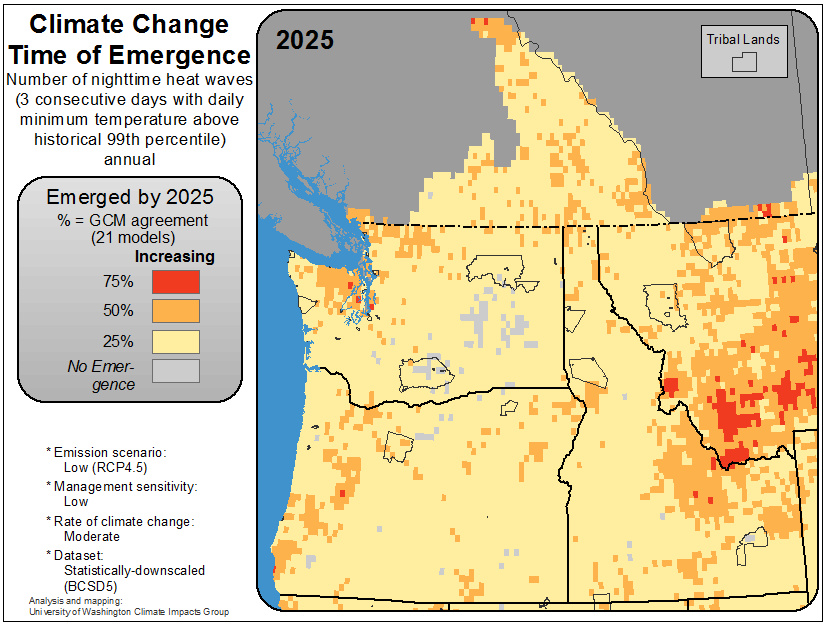 Climate Change
Time of Emergence
Number of nighttime heat waves
(3 consecutive days with daily
minimum temperature above
historical 99th percentile)
annual
Emerged by 2025
% = GCM agreement
(21 models)
Increasing
75%
50%
25%
No Emer-
gence
* Emission scenario:
Low (RCP4.5)
* Management sensitivity:
Low
* Rate of climate change:
Moderate
* Dataset:
Statistically-downscaled
(BCSD5)
Analysis and mapping:
University of Washington Climate Impacts Group
2025
Tribal Lands